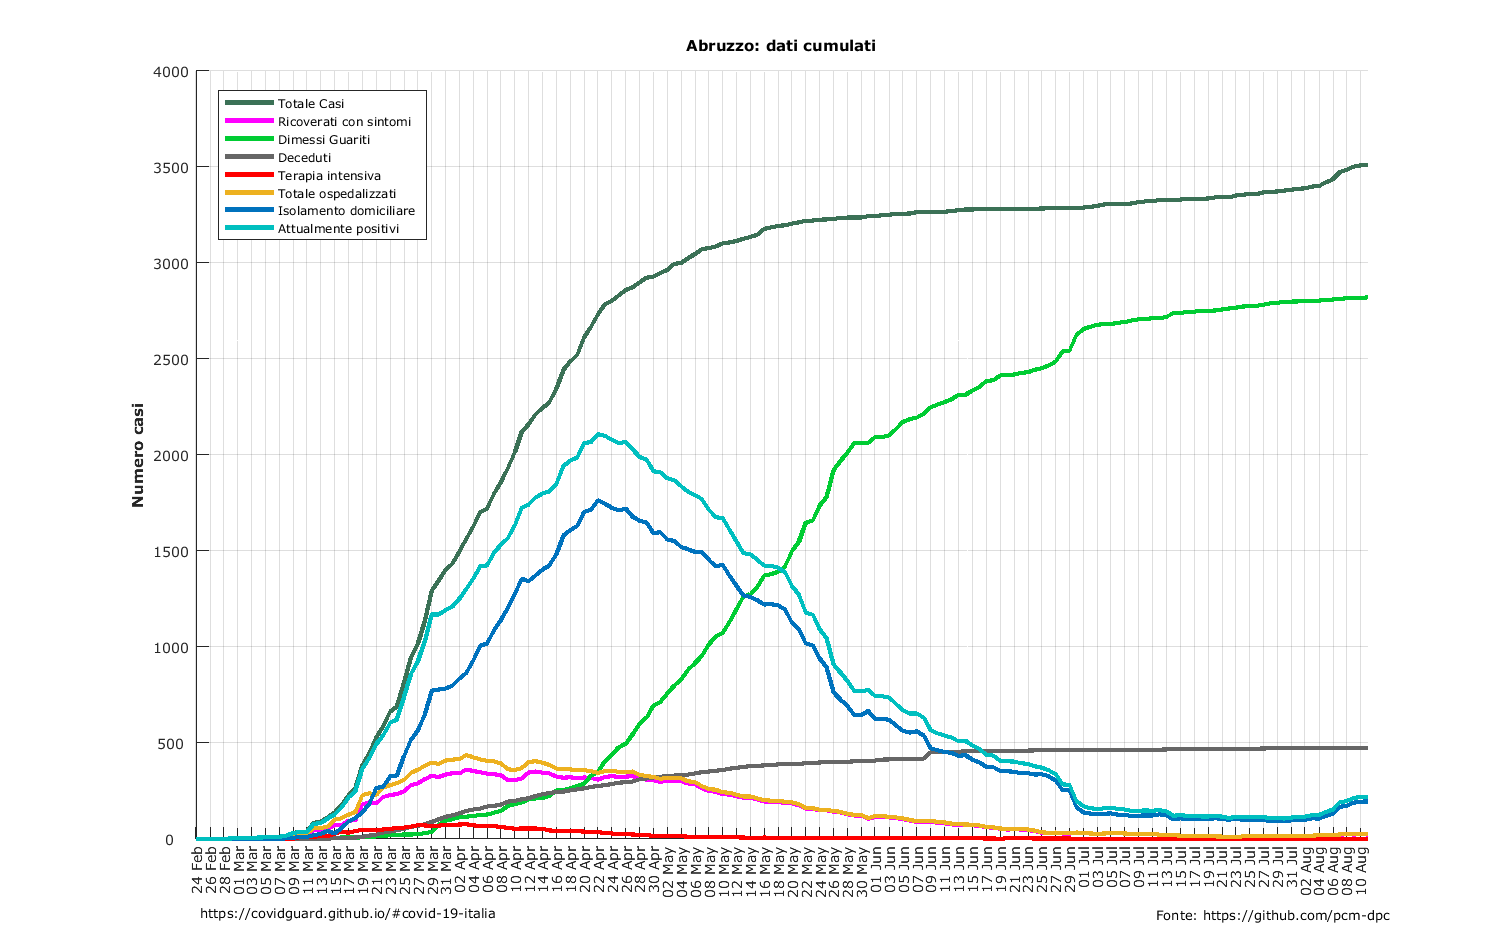 Abruzzo: dati cumulati
4000
3500
3000
2500
2000
1500
1000
500
0
Numero casi
Totale Casi
Ricoverati con sintomi
Dimessi Guariti
Deceduti
Terapia intensiva
Totale ospedalizzati
Isolamento domiciliare
Attualmente positivi
24 Feb
26 Feb
28 Feb
01 Mar
03 Mar
05 Mar
07 Mar
09 Mar
11 Mar
13 Mar
15 Mar
17 Mar
19 Mar
21 Mar
23 Mar
25 Mar
27 Mar
29 Mar
31 Mar
02 Apr
04 Apr
06 Apr
08 Apr
10 Apr
12 Apr
14 Apr
16 Apr
18 Apr
20 Apr
22 Apr
24 Apr
26 Apr
28 Apr
30 Apr
02 May
04 May
06 May
08 May
10 May
12 May
14 May
16 May
18 May
20 May
22 May
24 May
26 May
28 May
30 May
01 Jun
03 Jun
05 Jun
07 Jun
09 Jun
11 Jun
13 Jun
15 Jun
17 Jun
19 Jun
21 Jun
23 Jun
25 Jun
27 Jun
29 Jun
01 Jul
03 Jul
05 Jul
07 Jul
09 Jul
11 Jul
13 Jul
15 Jul
17 Jul
19 Jul
21 Jul
23 Jul
25 Jul
27 Jul
29 Jul
31 Jul
02 Aug
04 Aug
06 Aug
08 Aug
10 Aug
https://covidguard.github.io/#covid-19-italia
Fonte: https://github.com/pcm-dpc